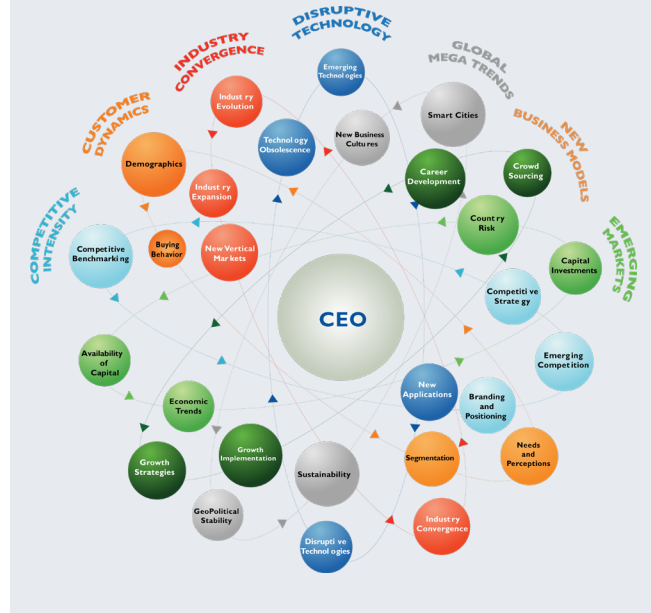 DISRUPTIVE
TECHNOLOGY
INDUSTRY
CONVERGENCE
GLOBAL
MEGA TRENDS
CUSTOMER
DYNAMICS
NEW
BUSINESS MODELS
COMPETITIVE
INTENSITY
EMERGING
MARKETS
Emerging
Technologies
Industry
Evolution
Smart Cities
Technology
Obsolescence
New Business
Cultures
Demographics
Career
Development
Crowd
Sourcing
Industry
Expansion
Country
Risk
Competitive
Benchmarking
Buying
Behavior
New Vertical
Markets
Capital
Investments
Competitive
Strategy
CEO
Availability
of
Capital
Emerging
Competition
New
Applications
Economic
Trends
Branding
and
Positioning
Growth
Strategies
Growth
Implementation
Sustainability
Segmentation
Needs
and
Perceptions
GeoPolitical
Stability
Industry
Convergence
Disruptive
Technologies